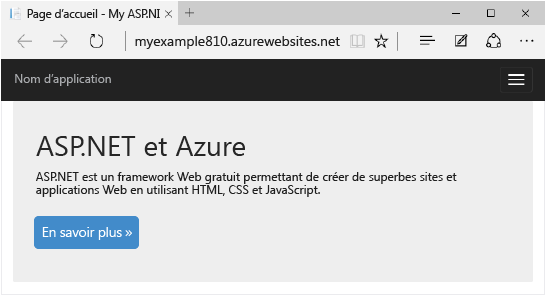 Page d'accueil - My ASP.NI
myexample810.azurewebsites.net
Nom d'application
ASP.NET et Azure
ASP.NET est un framework Web gratuit permettant de créer de superbes sites et
applications Web en utilisant HTML, CSS et JavaScript.
En savoir plus »